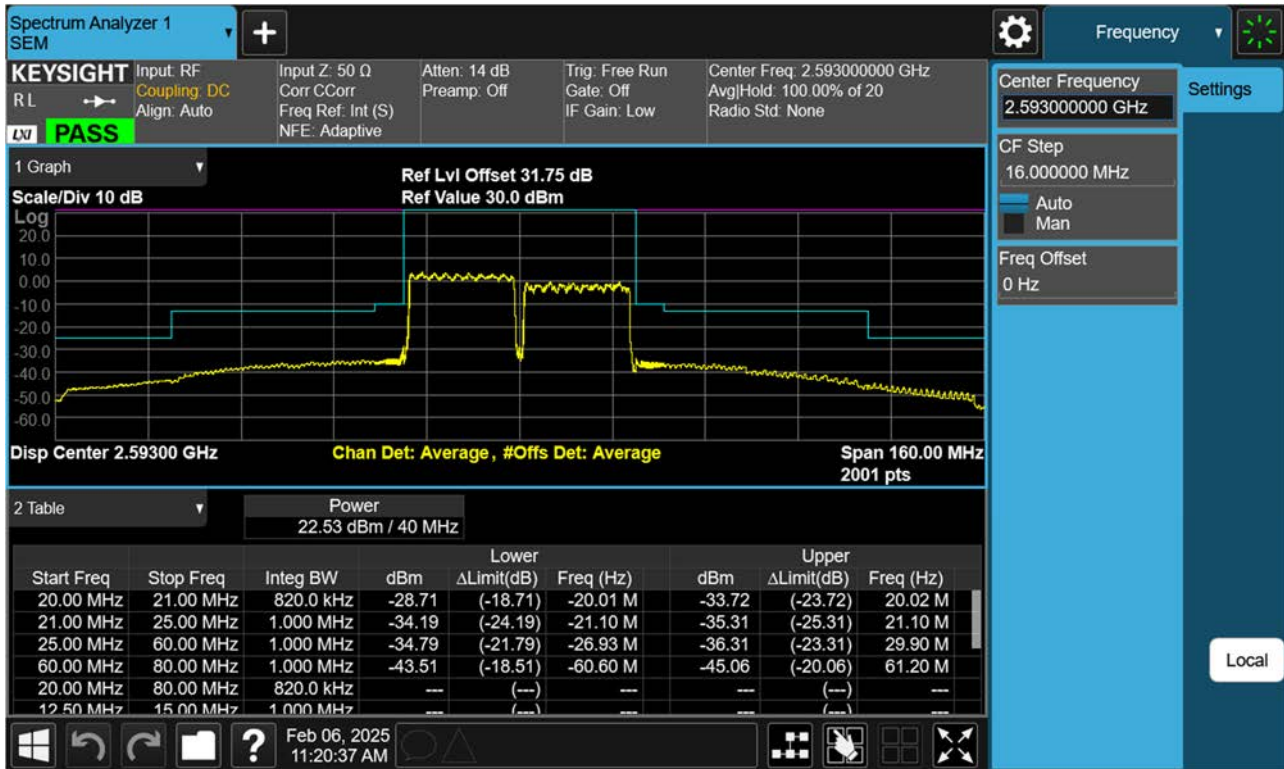 Spectrum Analyzer 1
SEM
+
Frequency
KEYSIGHT
RL
LXI
PASS
Input: RF
Coupling: DC
Align: Auto
Input Z: 50 Ω
Corr CCorr
Freq Ref: Int (S)
NFE: Adaptive
Atten: 14 dB
Preamp: Off
Trig: Free Run
Gate: Off
IF Gain: Low
Center Freq: 2.593000000 GHz
Avg|Hold: 100.00% of 20
Radio Std: None
Center Frequency
2.593000000 GHz
Settings
CF Step
16.000000 MHz
Auto
Man
Freq Offset
0 Hz
Local
1 Graph
Ref Lvl Offset 31.75 dB
Scale/Div 10 dB
Ref Value 30.0 dBm
Log
20.0
10.0
0.00
-10.0
-20.0
-30.0
-40.0
-50.0
-60.0
Disp Center 2.59300 GHz
Chan Det: Average, #Offs Det: Average
Span 160.00 MHz
2001 pts
2 Table
Power
22.53 dBm / 40 MHz
Lower Upper
Start Freq Stop Freq Integ BW dBm ΔLimit(dB) Freq (Hz) dBm ΔLimit(dB) Freq (Hz)
20.00 MHz 21.00 MHz 820.0 kHz -28.71 (-18.71) -20.01 M -33.72 (-23.72) 20.02 M
21.00 MHz 25.00 MHz 1.000 MHz -34.19 (-24.19) -21.10 M -35.31 (-25.31) 21.10 M
25.00 MHz 60.00 MHz 1.000 MHz -34.79 (-21.79) -26.93 M -36.31 (-23.31) 29.90 M
60.00 MHz 80.00 MHz 1.000 MHz -43.51 (-18.51) -60.60 M -45.06 (-20.06) 61.20 M
20.00 MHz 80.00 MHz 820.0 kHz --- (---) --- --- (---) ---
12.50 MHz 15.00 MHz 1.000 MHz --- (---) --- --- (---) ---
?
Feb 06, 2025
11:20:37 AM